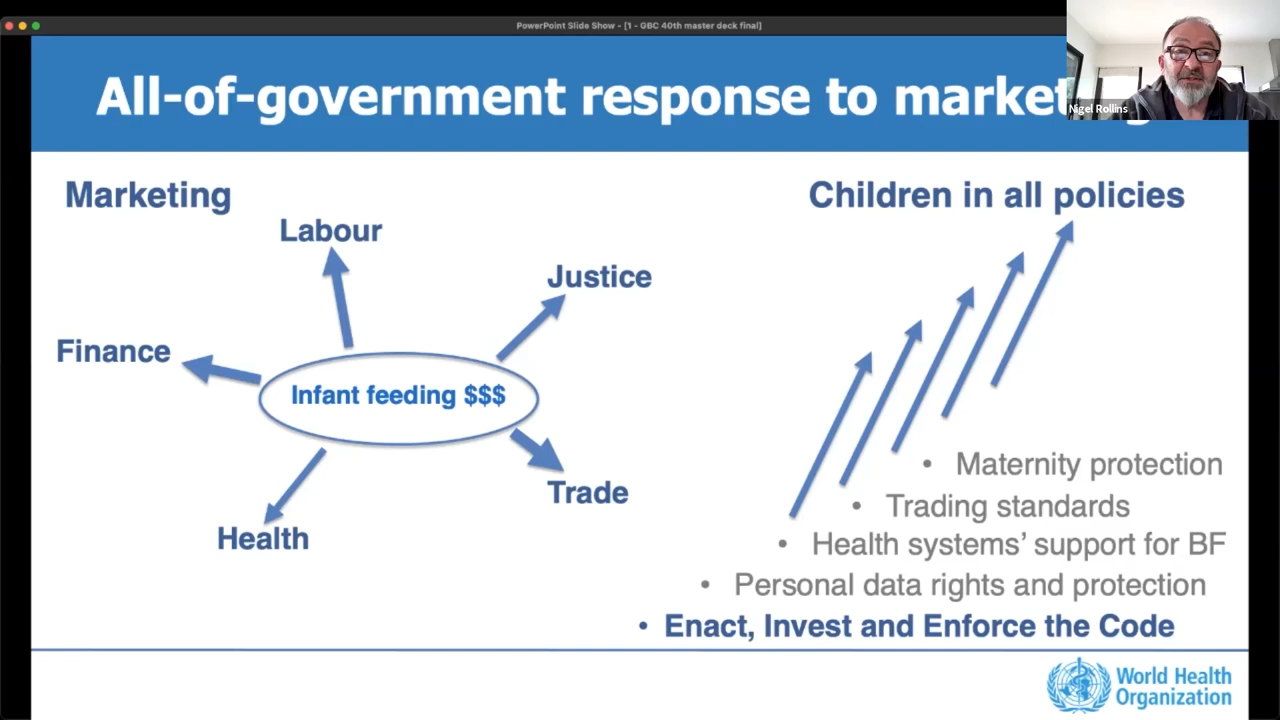 PowerPoint Slide Show - [1 - GBC 40th master deck final]
All-of-government response to
Nigel Rollins
Marketing
Children in all policies
Labour
Justice
Finance
Infant feeding $$$
Trade
Health
• Maternity protection
• Trading standards
• Health systems’ support for BF
• Personal data rights and protection
• Enact, Invest and Enforce the Code
World Health
Organization